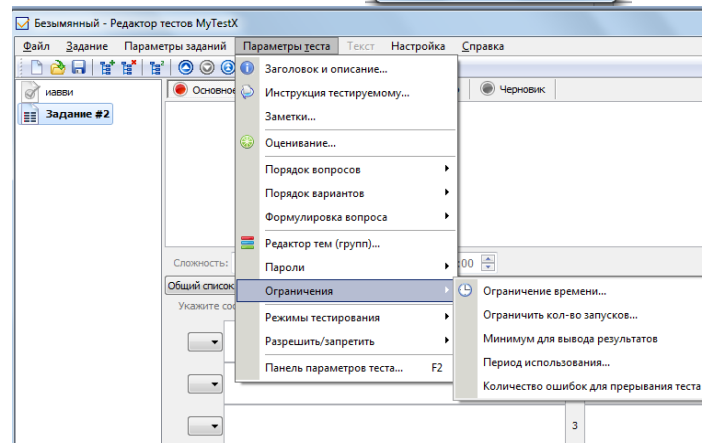 Безымянный - Редактор тестов MyTestX
Файл Задание Параметры заданий Параметры теста Текст Настройка Справка
иавви
Задание #2
Основно
Черновик
Заголовок и описание...
Инструкция тестируемому...
Заметки...
Оценивание...
Порядок вопросов
Порядок вариантов
Формулировка вопроса
Редактор тем (групп)...
Пароли
Ограничения
Режимы тестирования
Разрешить/запретить
Панель параметров теста... F2
Сложность:
:00
Общий список
Укажите соо
Ограничение времени...
Ограничить кол-во запусков...
Минимум для вывода результатов
Период использования...
Количество ошибок для прерывания теста
3